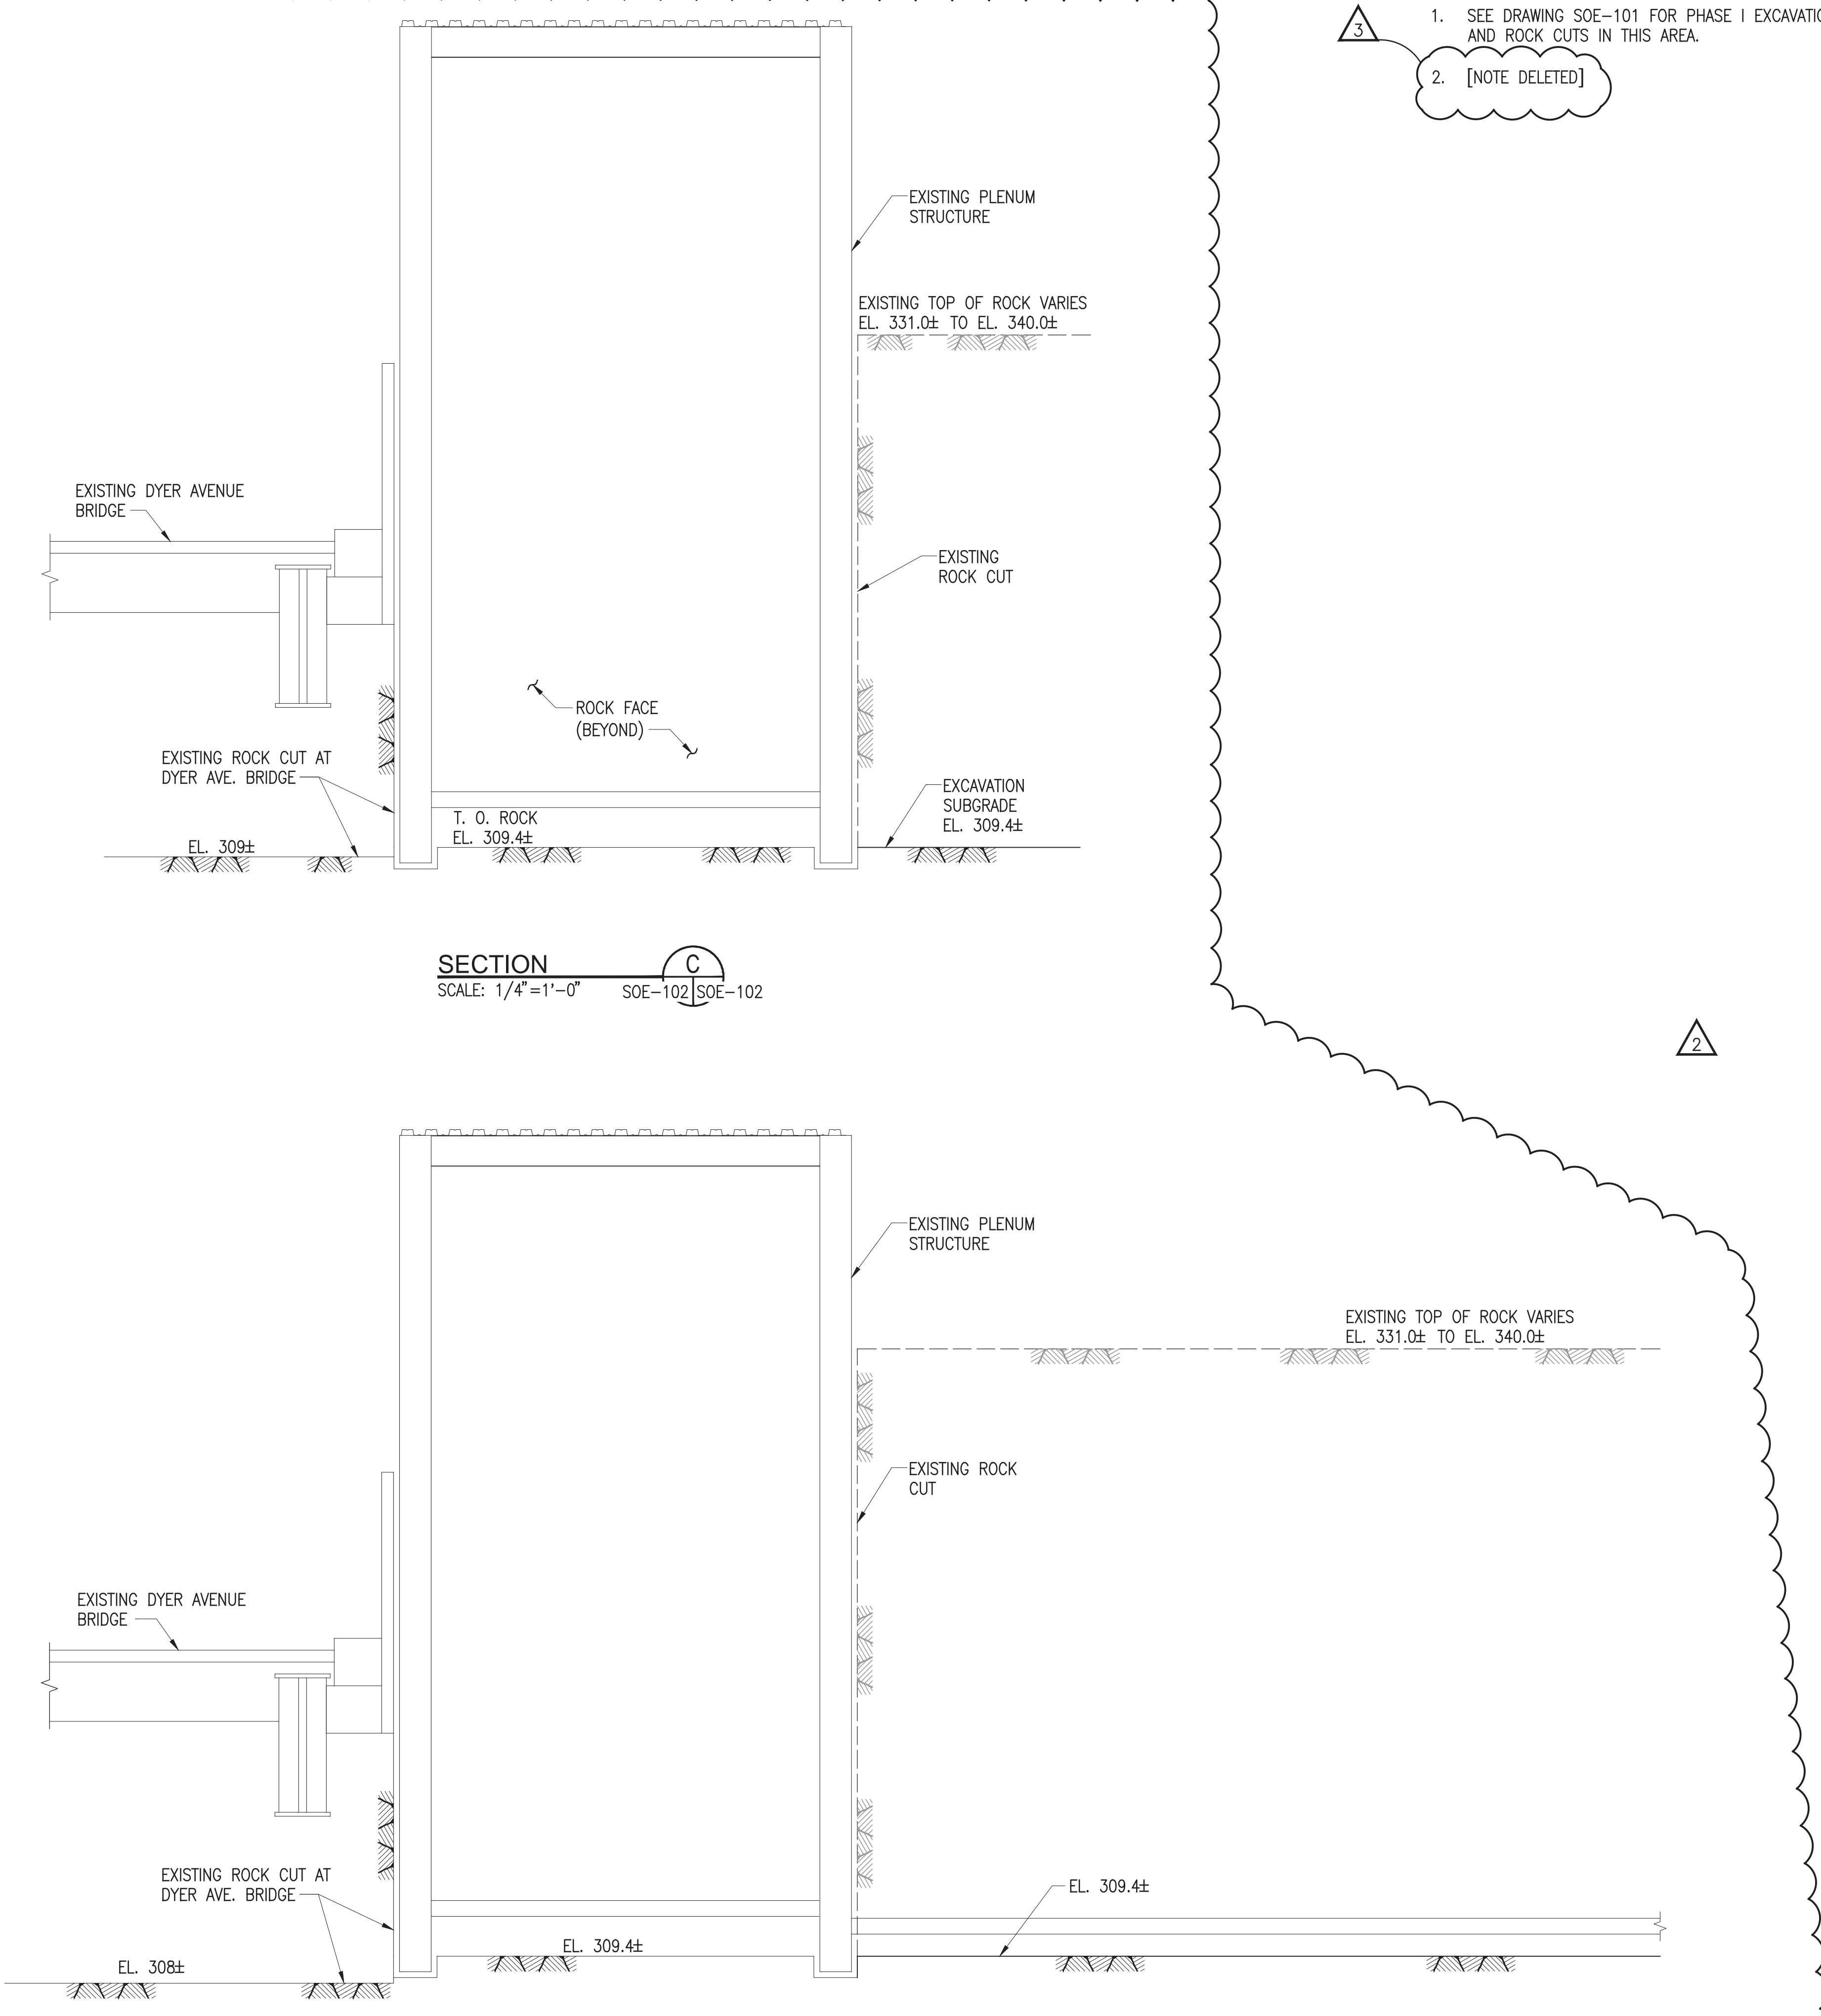 3
1. SEE DRAWING SOE-101 FOR PHASE I
AND ROCK CUTS IN THIS AREA.
2. [NOTE DELETED]
EXISTING PLENUM
STRUCTURE
EXISTING TOP OF ROCK VARIES
EL. 331.0± TO EL. 340.0±
EXISTING DYER AVENUE
BRIDGE
EXISTING
ROCK CUT
ROCK FACE
(BEYOND)
EXISTING ROCK CUT AT
DYER AVE. BRIDGE
EXCAVATION
SUBGRADE
EL. 309.4±
T. O. ROCK
EL. 309.4±
EL. 309±
SECTION
C
SCALE: 1/4"=1'-0"
SOE-102 SOE-102
2
EXISTING PLENUM
STRUCTURE
EXISTING TOP OF ROCK VARIES
EL. 331.0± TO EL. 340.0±
EXISTING ROCK
CUT
EXISTING DYER AVENUE
BRIDGE
EXISTING ROCK CUT AT
DYER AVE. BRIDGE
EL. 309.4±
EL. 309.4±
EL. 308±